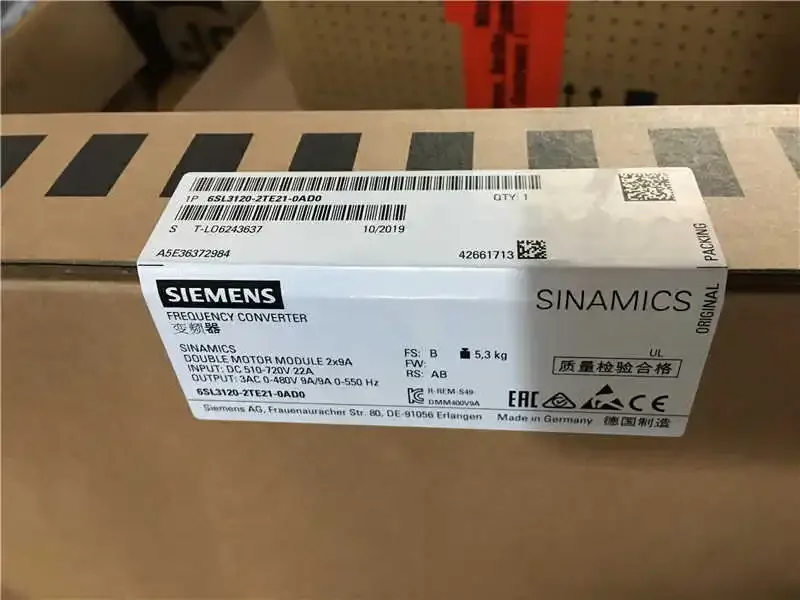 1P 6SL3120-2TE21-0AD0 QTY: 1
S T-LO6243637 10/2019
A5E36372984 42661713
ORIGINAL PACKING
SIEMENS SINAMICS
FREQUENCY CONVERTER
变频器
SINAMICS
DOUBLE MOTOR MODULE 2x9A
INPUT: DC 510-720V 22A
OUTPUT: 3AC 0-480V 9A/9A 0-550 Hz
6SL3120-2TE21-0AD0
FS: B 5,3 kg
FW:
RS: AB
R-REM-S49
DMM400V9A
UL
质量检验合格
EAC CE
Siemens AG, Frauenauracher Str. 80, DE-91056 Erlangen Made in Germany 德国制造